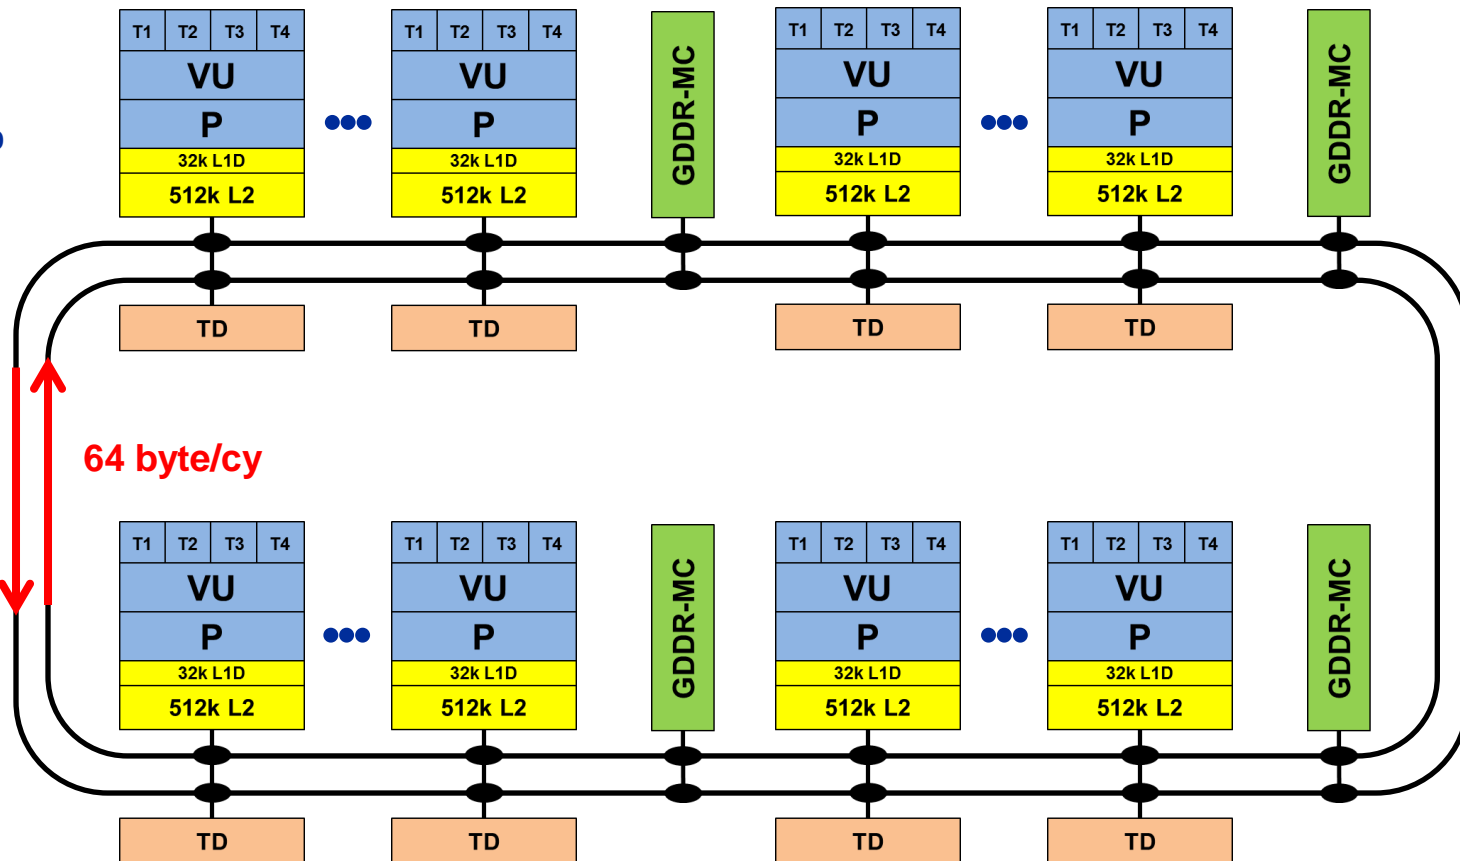 T1 T2 T3 T4
VU
P
32k L1D
512k L2
TD
T1 T2 T3 T4
VU
P
32k L1D
512k L2
TD
GDDR-MC
T1 T2 T3 T4
VU
P
32k L1D
512k L2
TD
T1 T2 T3 T4
VU
P
32k L1D
512k L2
TD
GDDR-MC
64 byte/cy
T1 T2 T3 T4
VU
P
32k L1D
512k L2
TD
T1 T2 T3 T4
VU
P
32k L1D
512k L2
TD
GDDR-MC
T1 T2 T3 T4
VU
P
32k L1D
512k L2
TD
T1 T2 T3 T4
VU
P
32k L1D
512k L2
TD
GDDR-MC